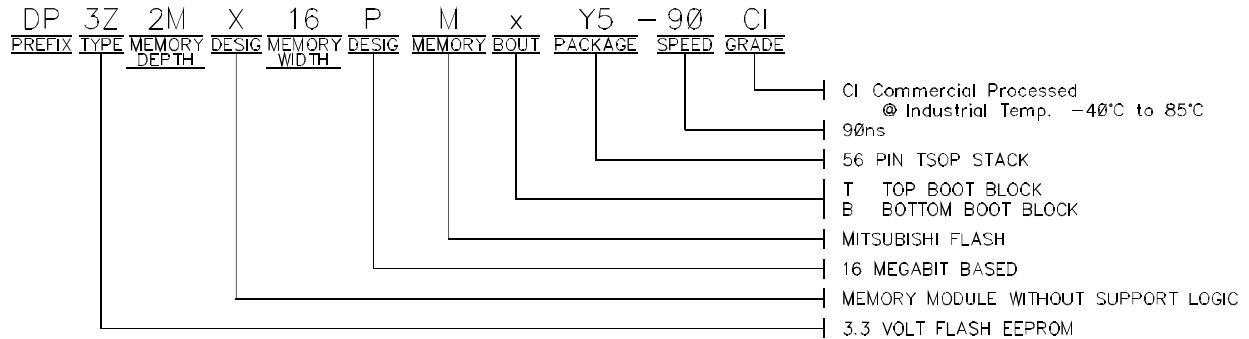 DP 3Z 2M X 16 P M x Y5 -90 CI
PREFIX TYPE MEMORY DESIG MEMORY DESIG MEMORY BOUT PACKAGE SPEED GRADE
DEPTH WIDTH
CI Commercial Processed
@ Industrial Temp. -40°C to 85°C
90ns
56 PIN TSOP STACK
T TOP BOOT BLOCK
B BOTTOM BOOT BLOCK
MITSUBISHI FLASH
16 MEGABIT BASED
MEMORY MODULE WITHOUT SUPPORT LOGIC
3.3 VOLT FLASH EEPROM